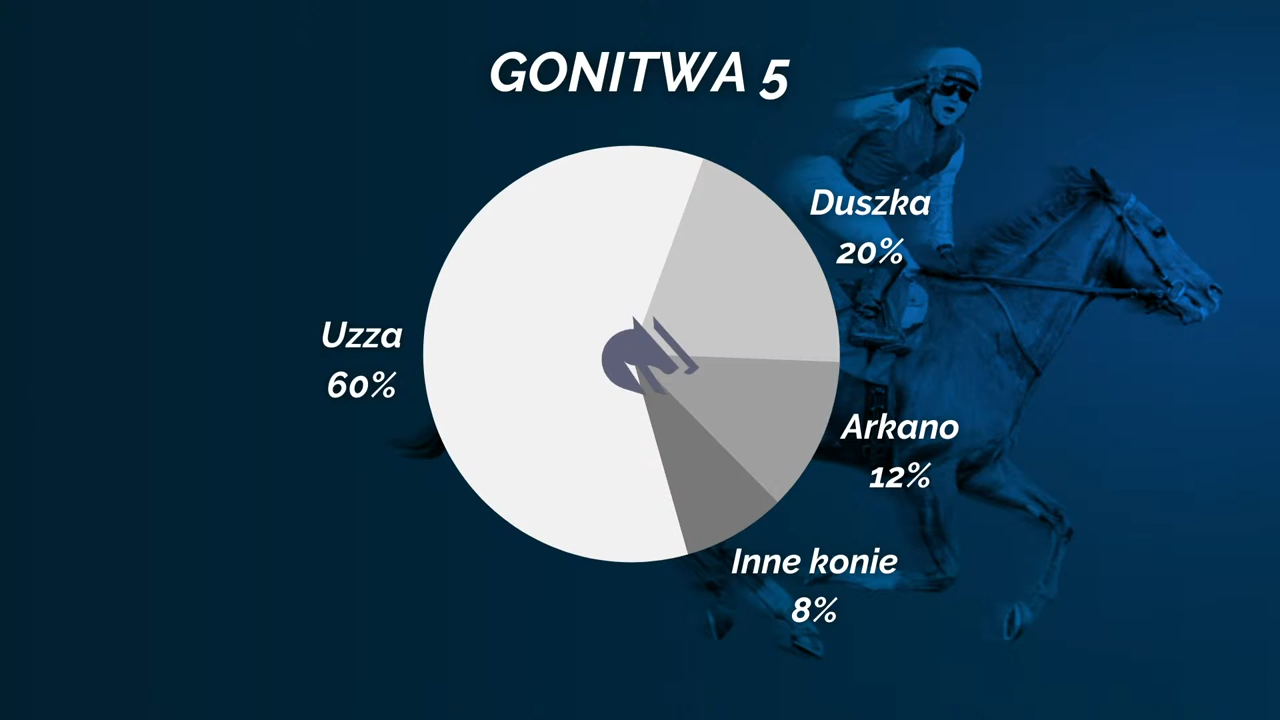 GONITWA 5
Duszka
20%
Uzza
60%
Arkano
12%
Inne konie
8%